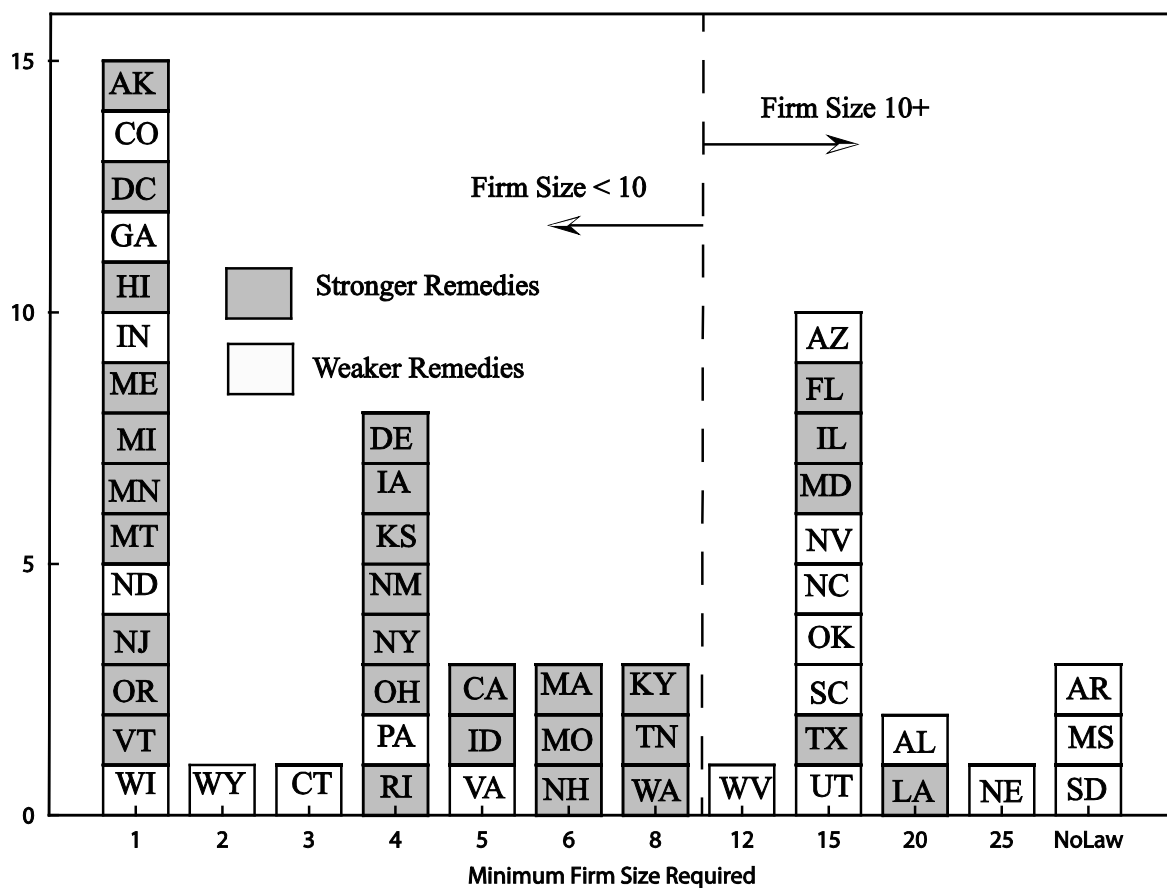 15
10
5
0
Firm Size 10+
Firm Size < 10
Stronger Remedies
Weaker Remedies
AK
CO
DC
GA
HI
IN
ME
MI
MN
MT
ND
NJ
OR
VT
WI
WY
CT
DE
IA
KS
NM
NY
OH
PA
RI
CA
ID
VA
MA
MO
NH
KY
TN
WA
WV
AZ
FL
IL
MD
NV
NC
OK
SC
TX
UT
AL
LA
NE
AR
MS
SD
1 2 3 4 5 6 8 12 15 20 25 NoLaw
Minimum Firm Size Required